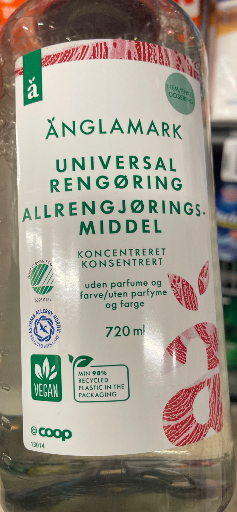 ă
ÄNGLAMARK
UNIVERSAL
RENGØRING
ALLRENGJØRINGS-
MIDDEL
KONCENTRERET
KONSENTRERT
uden parfume og
farve/uten parfyme
og farge
720 ml
VEGAN
MIN 98%
RECYCLED
PLASTIC IN THE
PACKAGING
coop